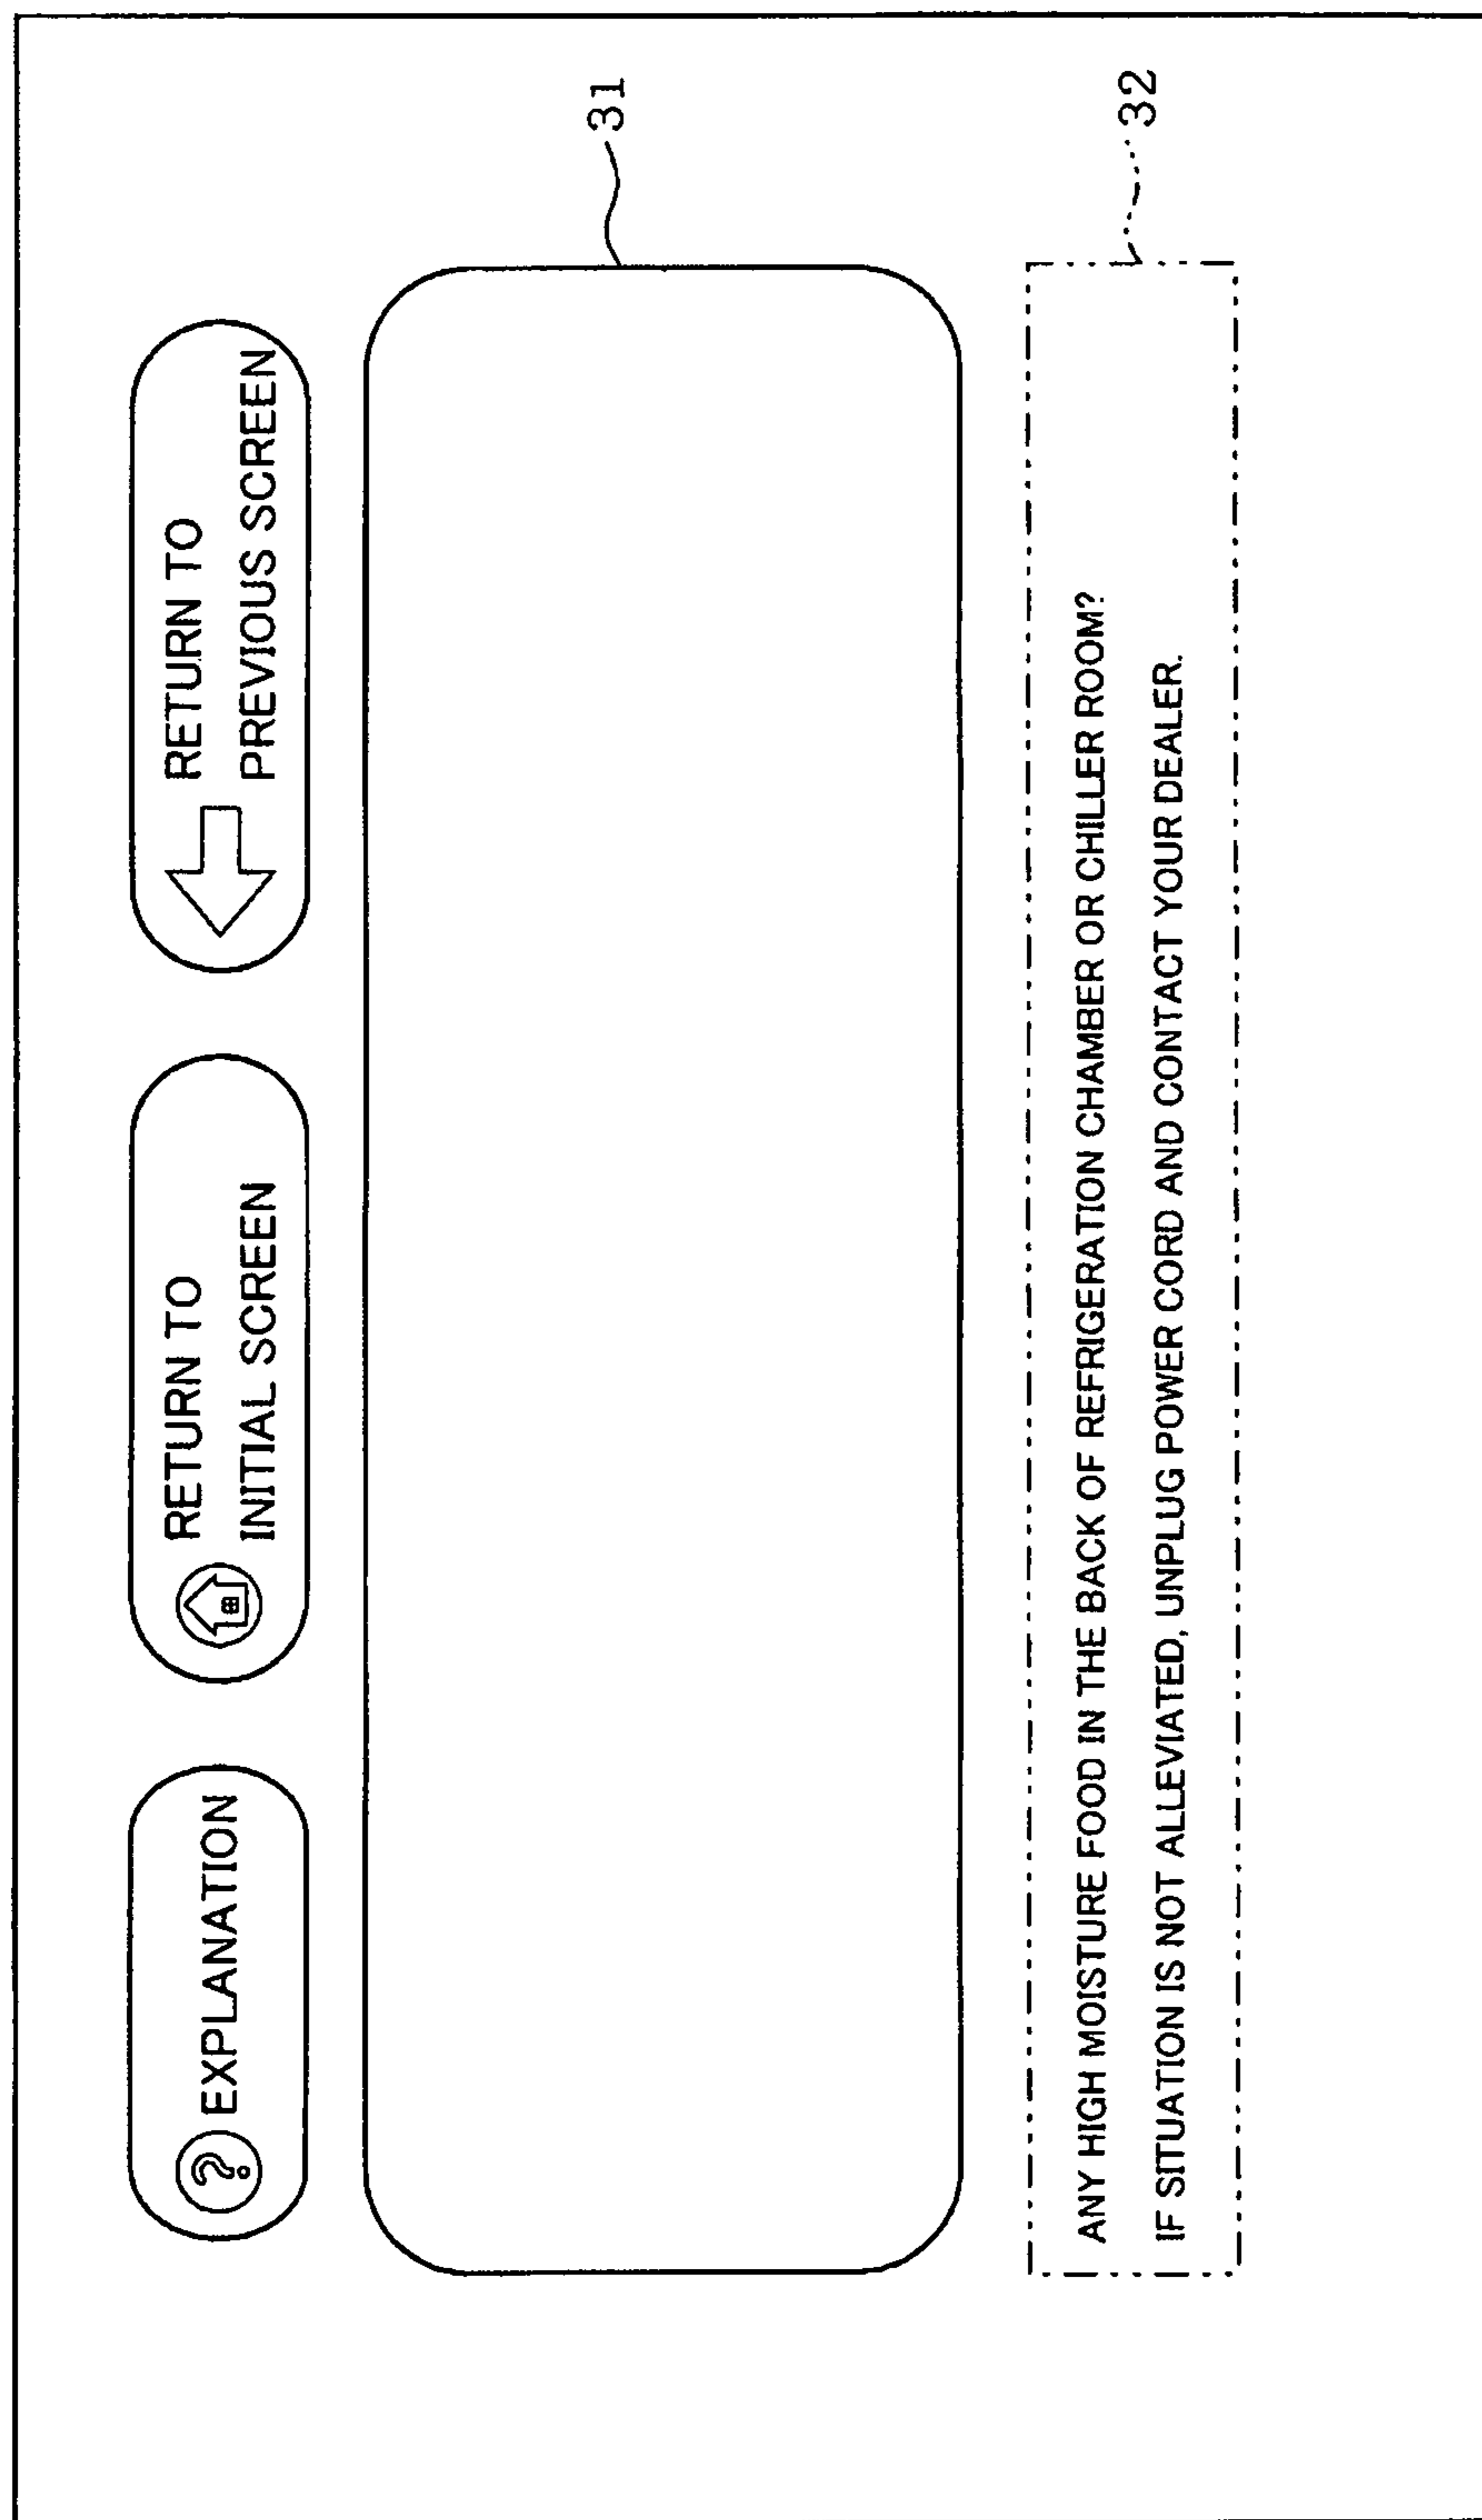 ? EXPLANATION
RETURN TO
INITIAL SCREEN
RETURN TO
PREVIOUS SCREEN
31
ANY HIGH MOISTURE FOOD IN THE BACK OF REFRIGERATION CHAMBER OR CHILLER ROOM?
IF SITUATION IS NOT ALLEVIATED, UNPLUG POWER CORD AND CONTACT YOUR DEALER.
32